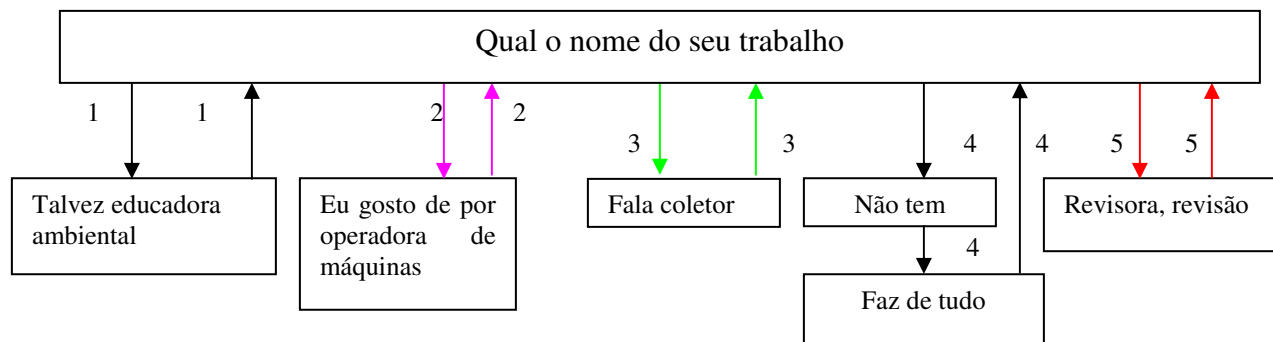 Qual o nome do seu trabalho
1
1
2
2
3
3
4
4
5
5
Talvez educadora
ambiental
Eu gosto de por
operadora de
máquinas
Fala coletor
Não tem
Revisora, revisão
4
Faz de tudo